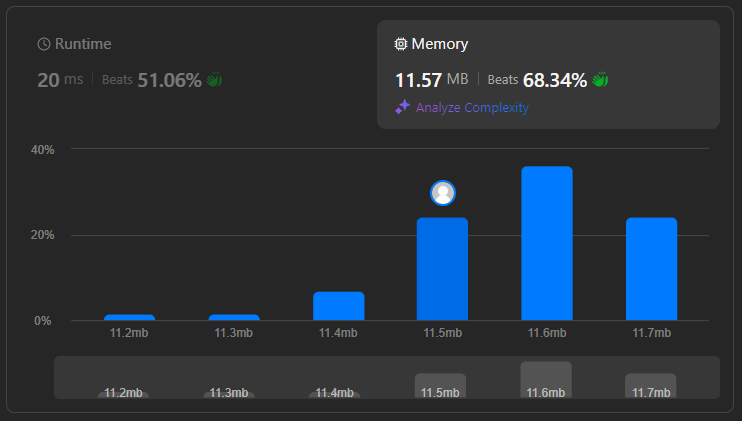 Runtime
20 ms Beats 51.06%
Memory
11.57 MB Beats 68.34%
Analyze Complexity
40%
20%
0%
11.2mb 11.3mb 11.4mb 11.5mb 11.6mb 11.7mb
11.2mb 11.3mb 11.4mb 11.5mb 11.6mb 11.7mb